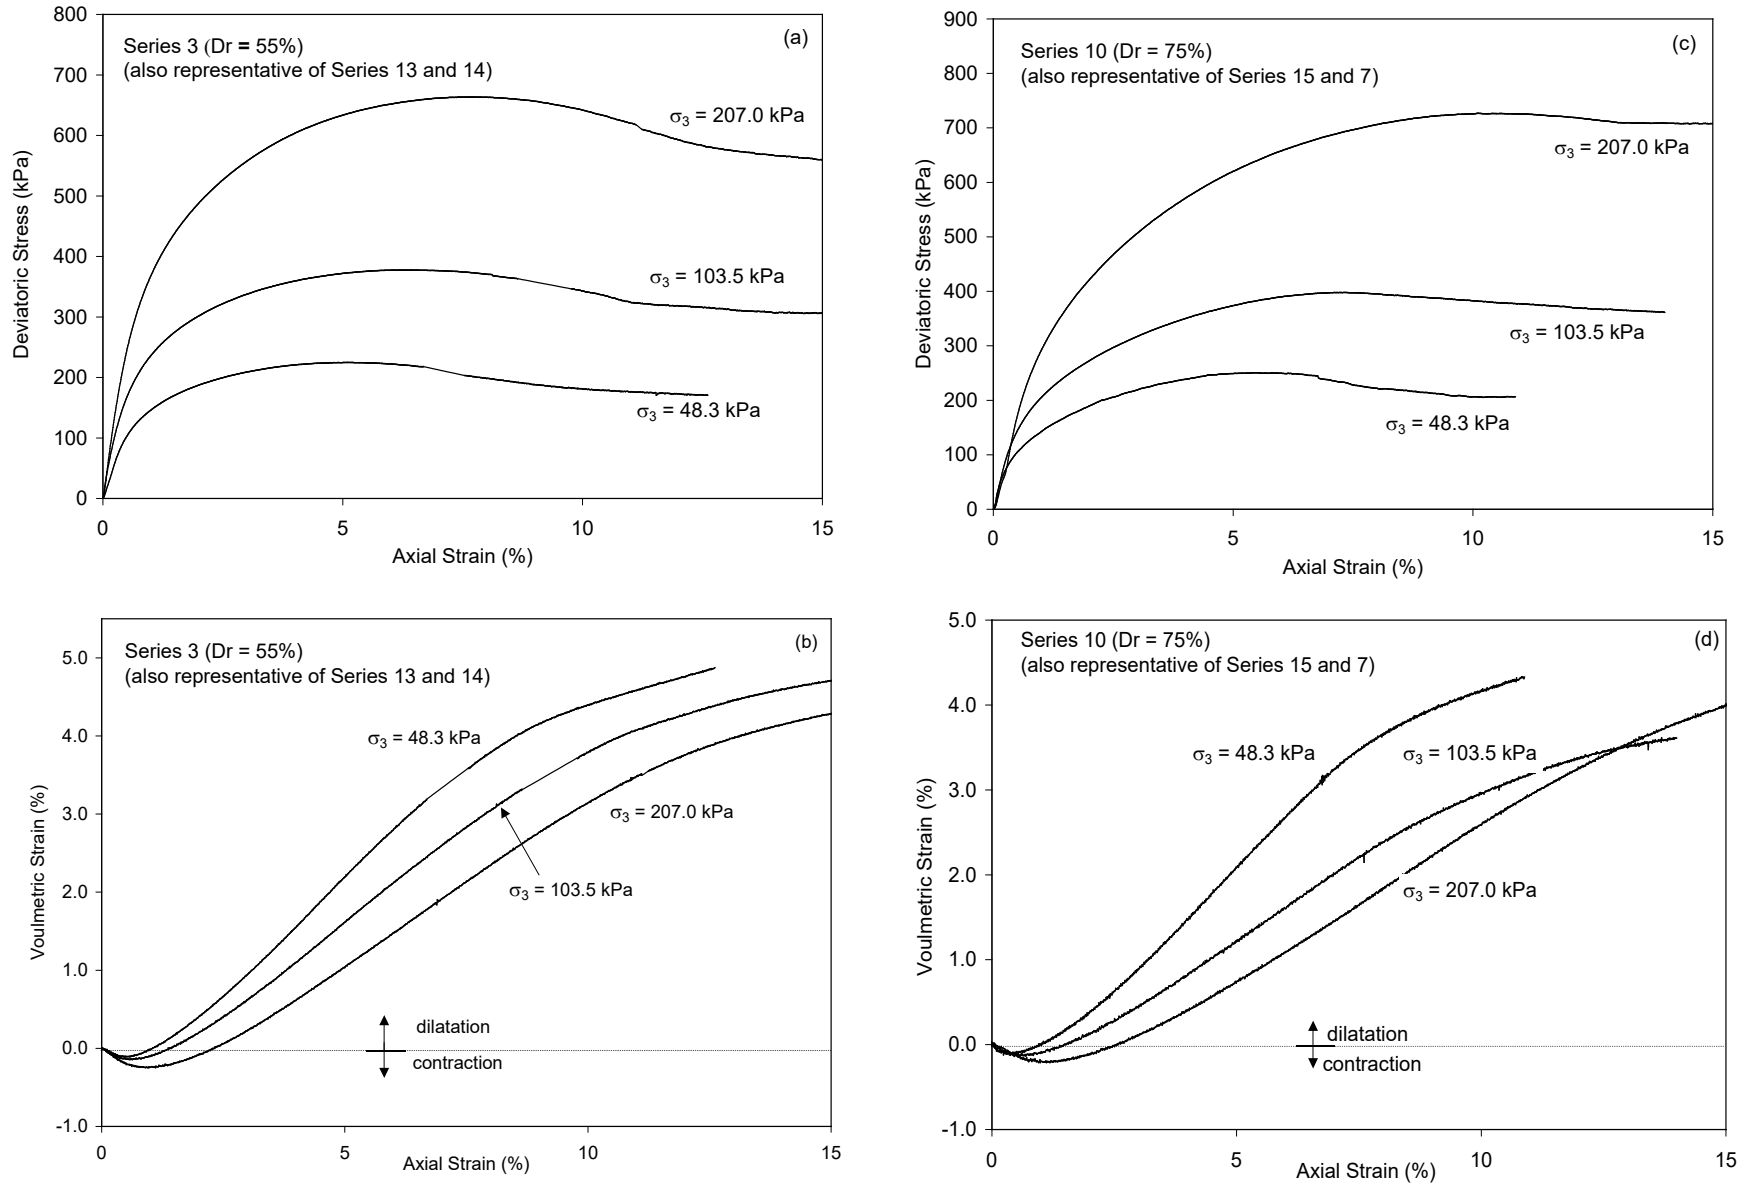 800
700
600
500
400
300
200
100
0
Deviatoric Stress (kPa)
Series 3 (Dr = 55%)
(also representative of Series 13 and 14)
(a)
σ3 = 207.0 kPa
σ3 = 103.5 kPa
σ3 = 48.3 kPa
0 5 10 15
Axial Strain (%)
900
800
700
600
500
400
300
200
100
0
Deviatoric Stress (kPa)
Series 10 (Dr = 75%)
(also representative of Series 15 and 7)
(c)
σ3 = 207.0 kPa
σ3 = 103.5 kPa
σ3 = 48.3 kPa
0 5 10 15
Axial Strain (%)
5.0
4.0
3.0
2.0
1.0
0.0
-1.0
Voulmetric Strain (%)
Series 3 (Dr = 55%)
(also representative of Series 13 and 14)
(b)
σ3 = 48.3 kPa
σ3 = 207.0 kPa
σ3 = 103.5 kPa
dilatation
contraction
0 5 10 15
Axial Strain (%)
5.0
4.0
3.0
2.0
1.0
0.0
-1.0
Voulmetric Strain (%)
Series 10 (Dr = 75%)
(also representative of Series 15 and 7)
(d)
σ3 = 48.3 kPa
σ3 = 103.5 kPa
σ3 = 207.0 kPa
dilatation
contraction
0 5 10 15
Axial Strain (%)